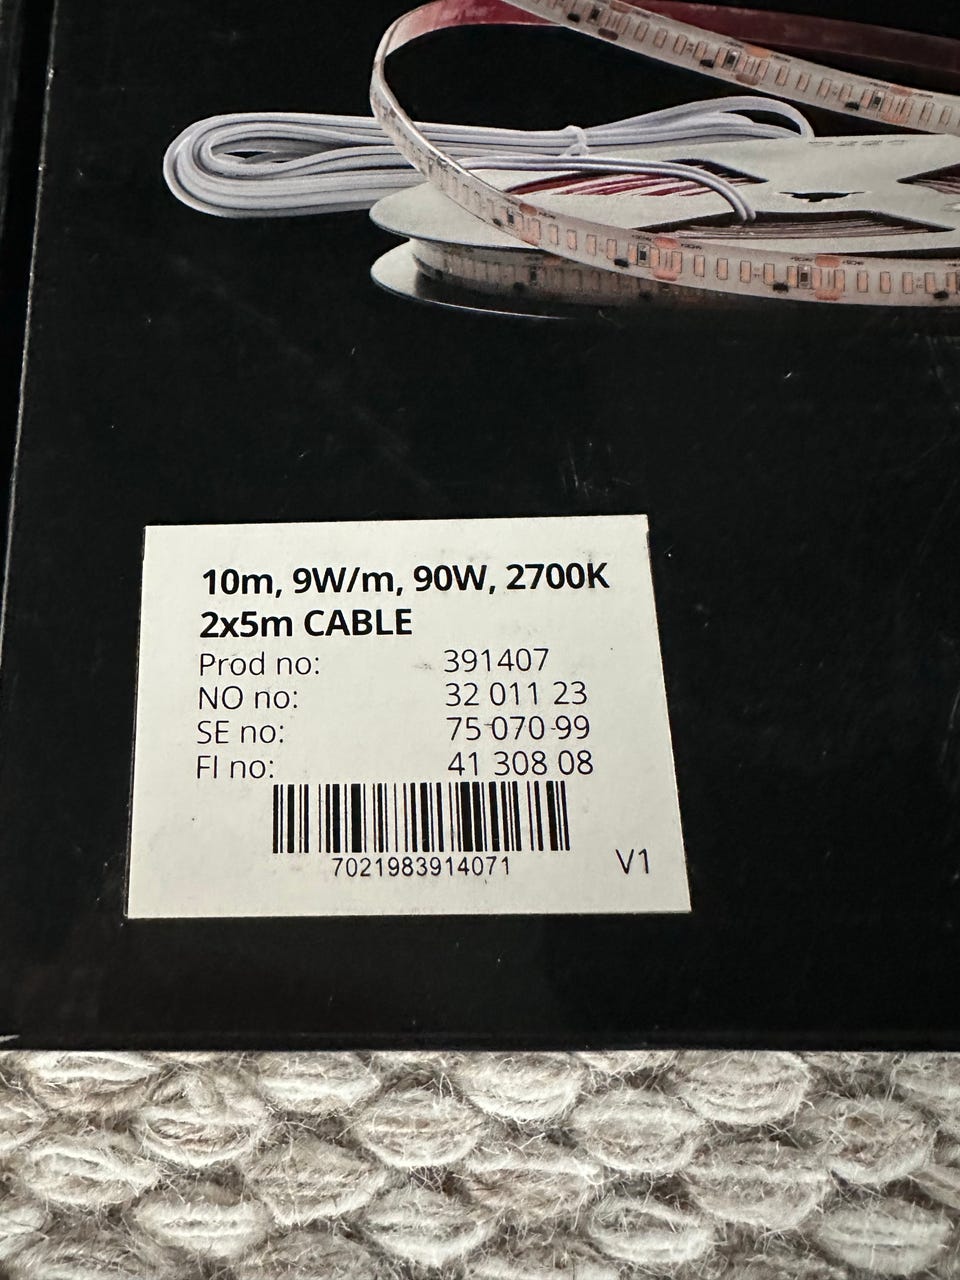 10m, 9W/m, 90W, 2700K
2x5m CABLE
Prod no: 391407
NO no: 32 011 23
SE no: 75-070-99
FI no: 41 308 08
7021983914071
V1